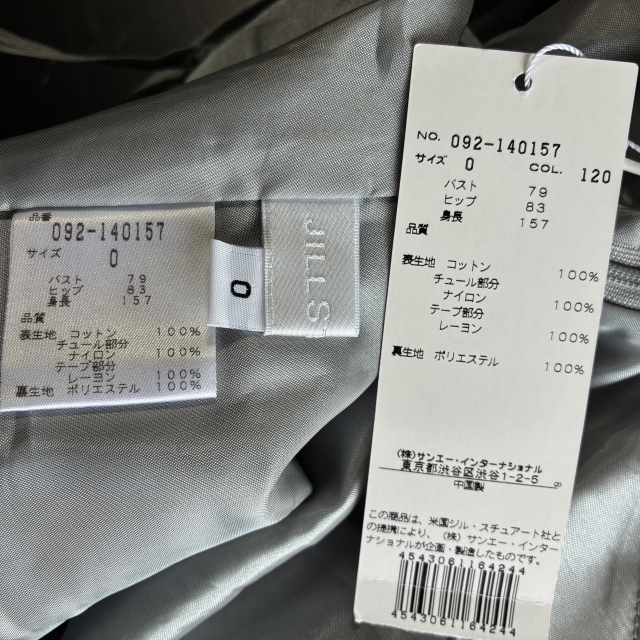 品番
092-140157
サイズ
0
バスト 79
ヒップ 83
身長 157
品質
表生地 コットン 100%
チュール部分
ナイロン 100%
テープ部分
レーヨン 100%
裏生地 ポリエステル 100%
0
JILL S
NO. 092-140157
サイズ 0 COL. 120
バスト 79
ヒップ 83
身長 157
品質
表生地 コットン 100%
チュール部分
ナイロン 100%
テープ部分
レーヨン 100%
裏生地 ポリエステル 100%
(株)サンエー・インターナショナル
東京都渋谷区渋谷1-2-5
中国製
この商品は、米国ジル・スチュアート社と
の提携により、(株)サンエー・インター
ナショナルが企画・製造したものです。
4543061164244
4543061164244